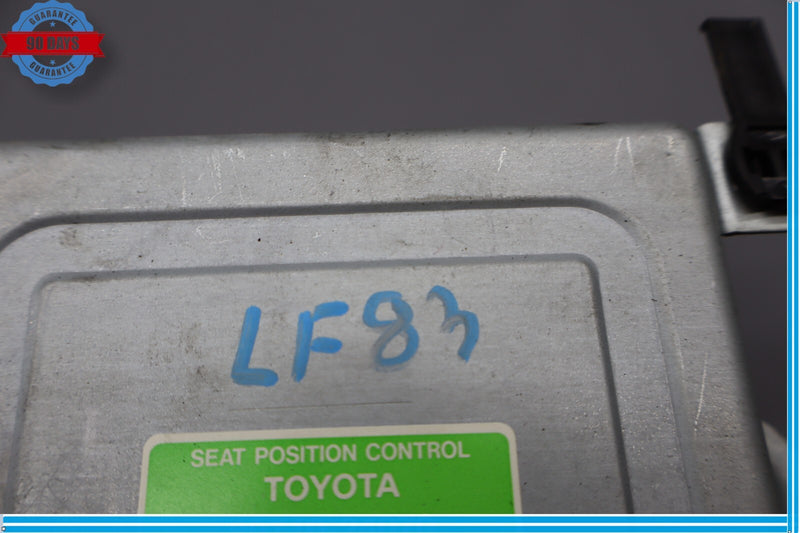 GUARANTEE
90 DAYS
GUARANTEE
LF83
SEAT POSITION CONTROL
TOYOTA